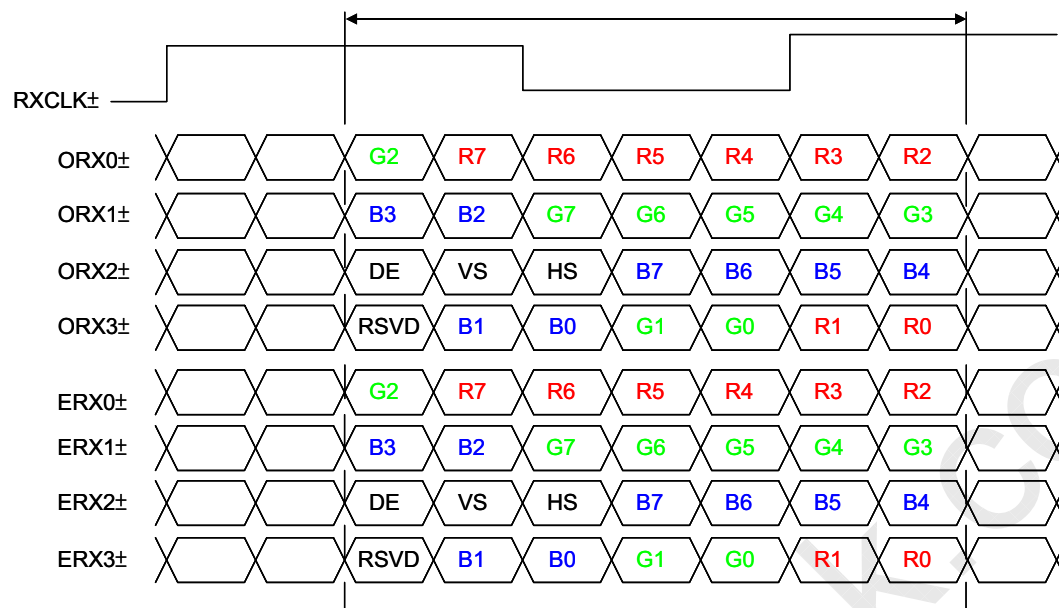 RXCLK±
ORX0± G2 R7 R6 R5 R4 R3 R2
ORX1± B3 B2 G7 G6 G5 G4 G3
ORX2± DE VS HS B7 B6 B5 B4
ORX3± RSVD B1 B0 G1 G0 R1 R0
ERX0± G2 R7 R6 R5 R4 R3 R2
ERX1± B3 B2 G7 G6 G5 G4 G3
ERX2± DE VS HS B7 B6 B5 B4
ERX3± RSVD B1 B0 G1 G0 R1 R0